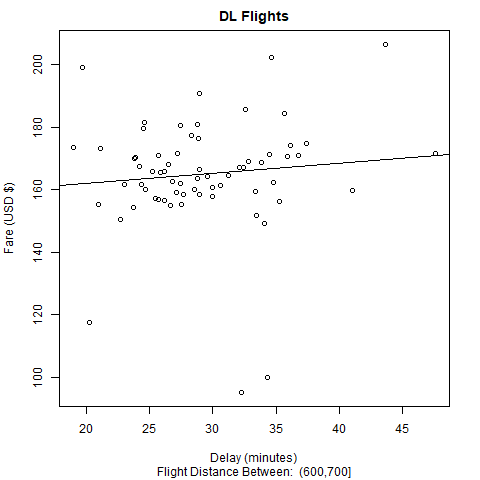 DL Flights
Fare (USD $)
200
180
160
140
120
100
20 25 30 35 40 45
Delay (minutes)
Flight Distance Between: (600,700]